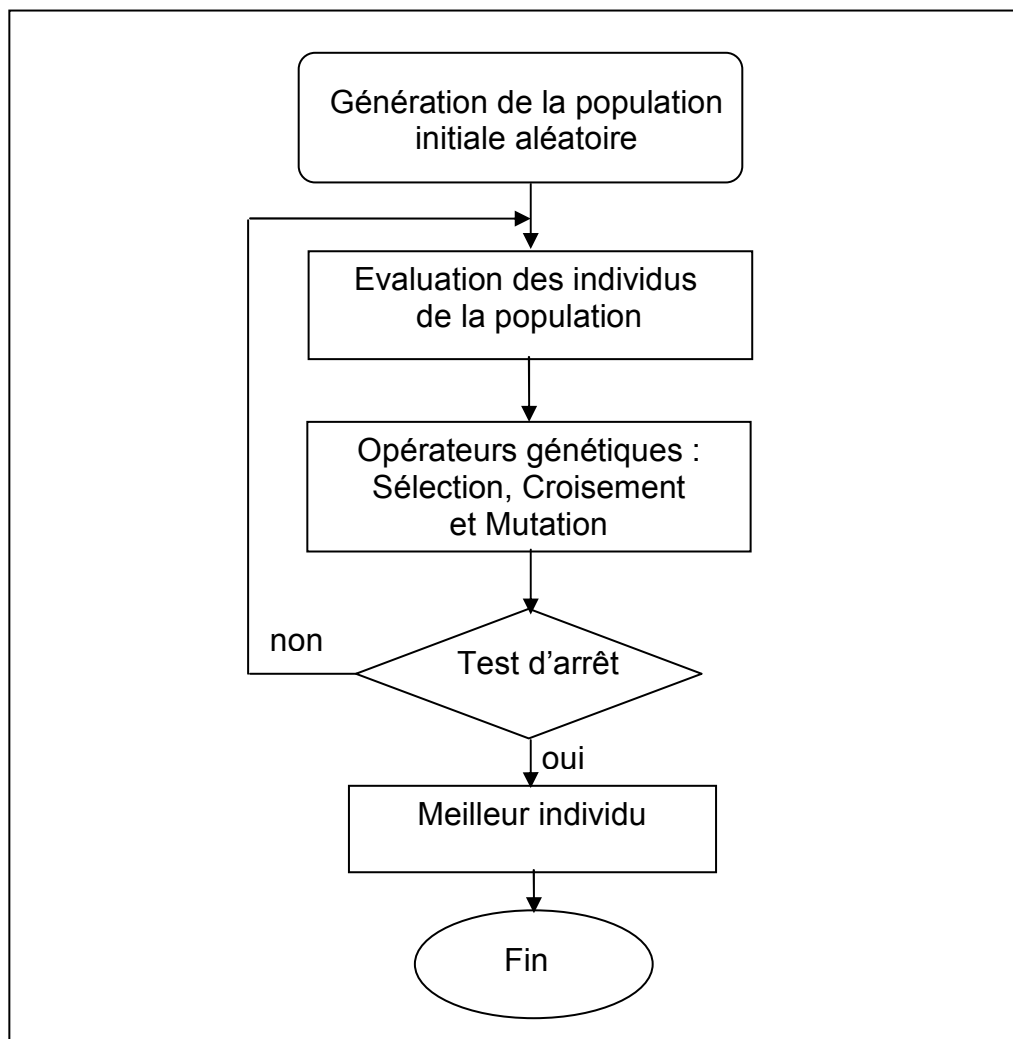 Génération de la population
initiale aléatoire
Evaluation des individus
de la population
Opérateurs génétiques :
Sélection, Croisement
et Mutation
non
Test d’arrêt
oui
Meilleur individu
Fin